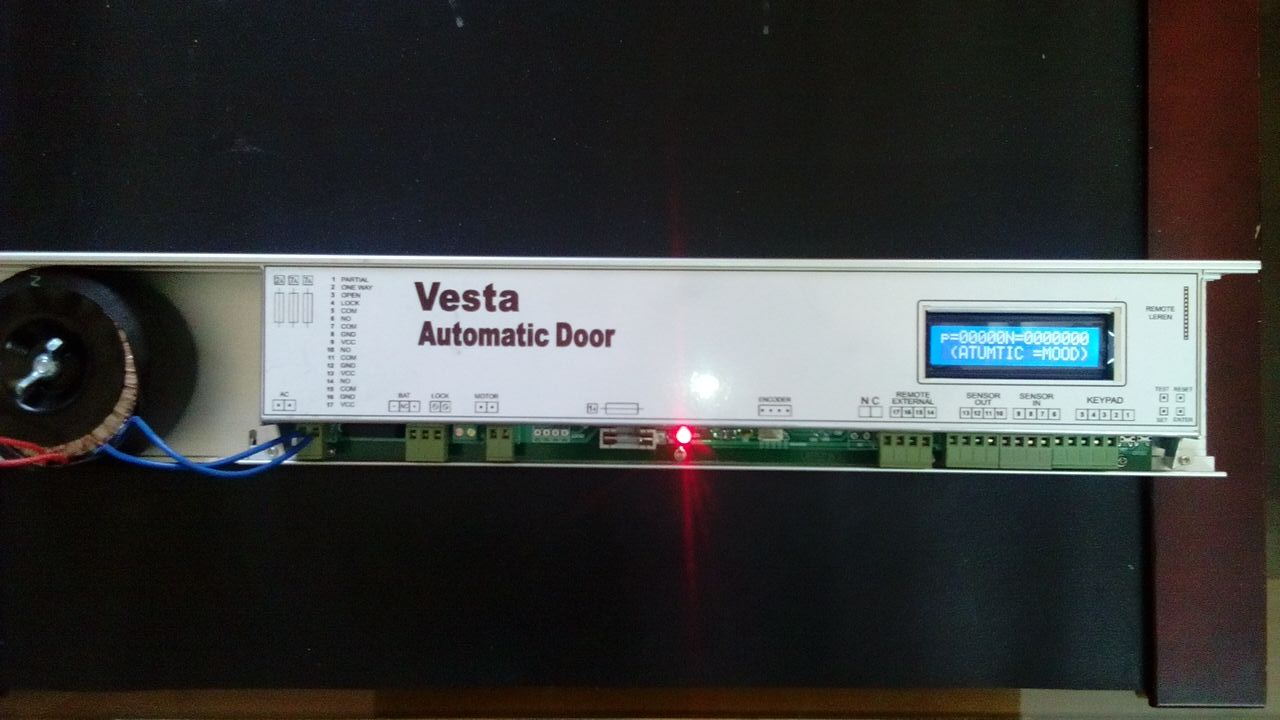 1 PARTIAL
2 ONE WAY
3 OPEN
4 LOCK
5 COM
6 NO
7 COM
8 GND
9 VCC
10 NO
11 COM
12 GND
13 VCC
14 NO
15 COM
16 GND
17 VCC
Vesta
Automatic Door
P=00000N=0000000
(ATUMTIC =MOOD)
REMOTE
LEREN
TEST RESET
SET ENTER
AC
BAT
- NC +
LOCK
MOTOR
ENCODER
N C
REMOTE
EXTERNAL
17 16 15 14
SENSOR
OUT
13 12 11 10
SENSOR
IN
9 8 7 6
KEYPAD
5 4 3 2 1